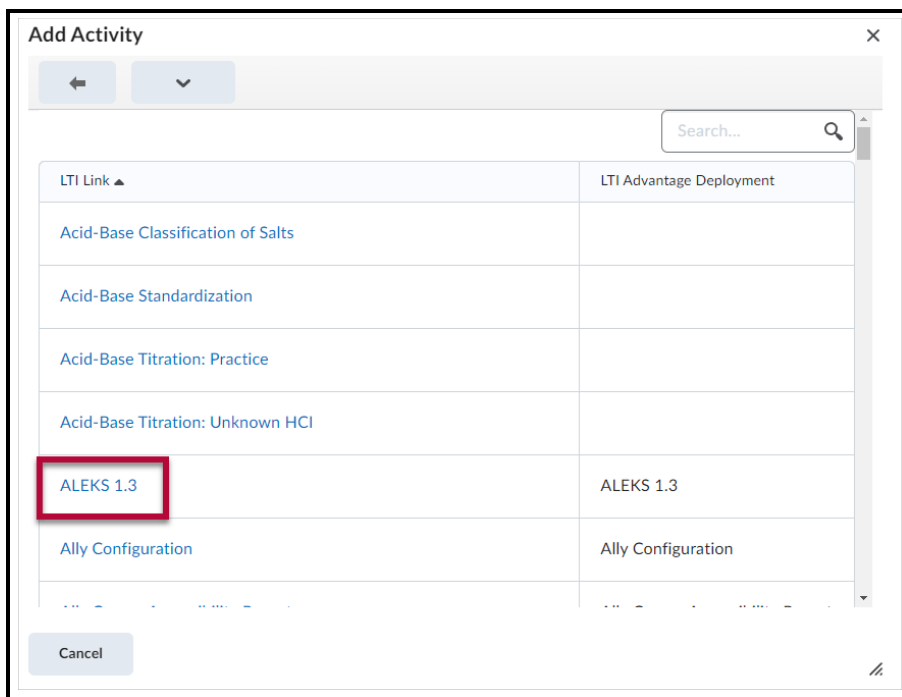 Add Activity
Search...
LTI Link LTI Advantage Deployment
Acid-Base Classification of Salts
Acid-Base Standardization
Acid-Base Titration: Practice
Acid-Base Titration: Unknown HCI
ALEKS 1.3 ALEKS 1.3
Ally Configuration Ally Configuration
Cancel